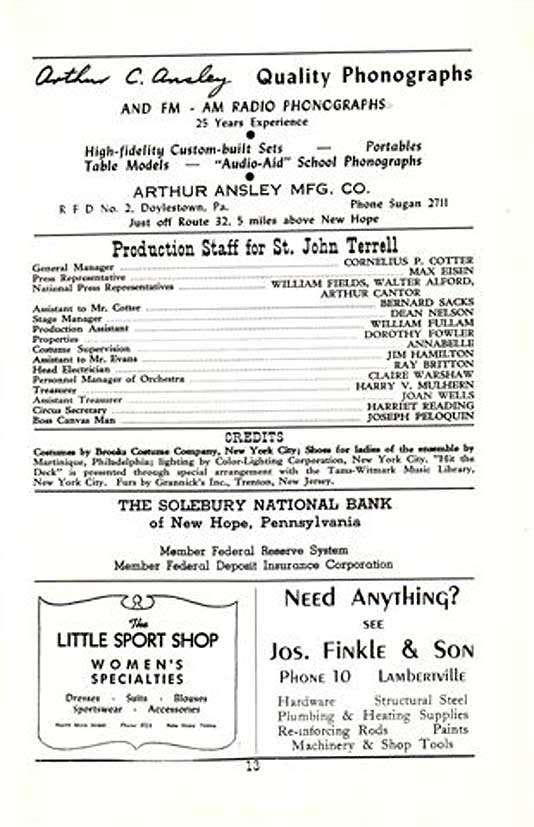 Arthur C. Ansley Quality Phonographs
AND FM - AM RADIO PHONOGRAPHS
25 Years Experience
High-fidelity Custom-built Sets — Portables
Table Models — "Audio-Aid" School Phonographs
ARTHUR ANSLEY MFG. CO.
R F D No. 2, Doylestown, Pa. Phone Sugan 2711
Just off Route 32, 5 miles above New Hope
Production Staff for St. John Terrell
General Manager CORNELIUS P. COTTER
Press Representative MAX EISEN
National Press Representatives WILLIAM FIELDS, WALTER ALFORD,
ARTHUR CANTOR
Assistant to Mr. Cotter BERNARD SACKS
Stage Manager DEAN NELSON
Production Assistant WILLIAM FULLAM
Properties DOROTHY FOWLER
Costume Supervision ANNABELLE
Assistant to Mr. Evans JIM HAMILTON
Head Electrician RAY BRITTON
Personnel Manager of Orchestra CLAIRE WARSHAW
Treasurer HARRY V. MULHERN
Assistant Treasurer JOAN WELLS
Circus Secretary HARRIET READING
Boss Canvas Man JOSEPH PELOQUIN
CREDITS
Costumes by Brooks Costume Company, New York City; Shoes for ladies of the ensemble by
Martinique, Philadelphia; lighting by Color-Lighting Corporation, New York City. "Hit the
Deck" is presented through special arrangement with the Tams-Witmark Music Library,
New York City. Furs by Grannick's Inc., Trenton, New Jersey.
THE SOLEBURY NATIONAL BANK
of New Hope, Pennsylvania
Member Federal Reserve System
Member Federal Deposit Insurance Corporation
The
LITTLE SPORT SHOP
WOMEN'S
SPECIALTIES
Dresses - Suits - Blouses
Sportswear - Accessories
Need Anything?
SEE
Jos. Finkle & Son
Phone 10 Lambertville
Hardware Structural Steel
Plumbing & Heating Supplies
Re-inforcing Rods Paints
Machinery & Shop Tools
13